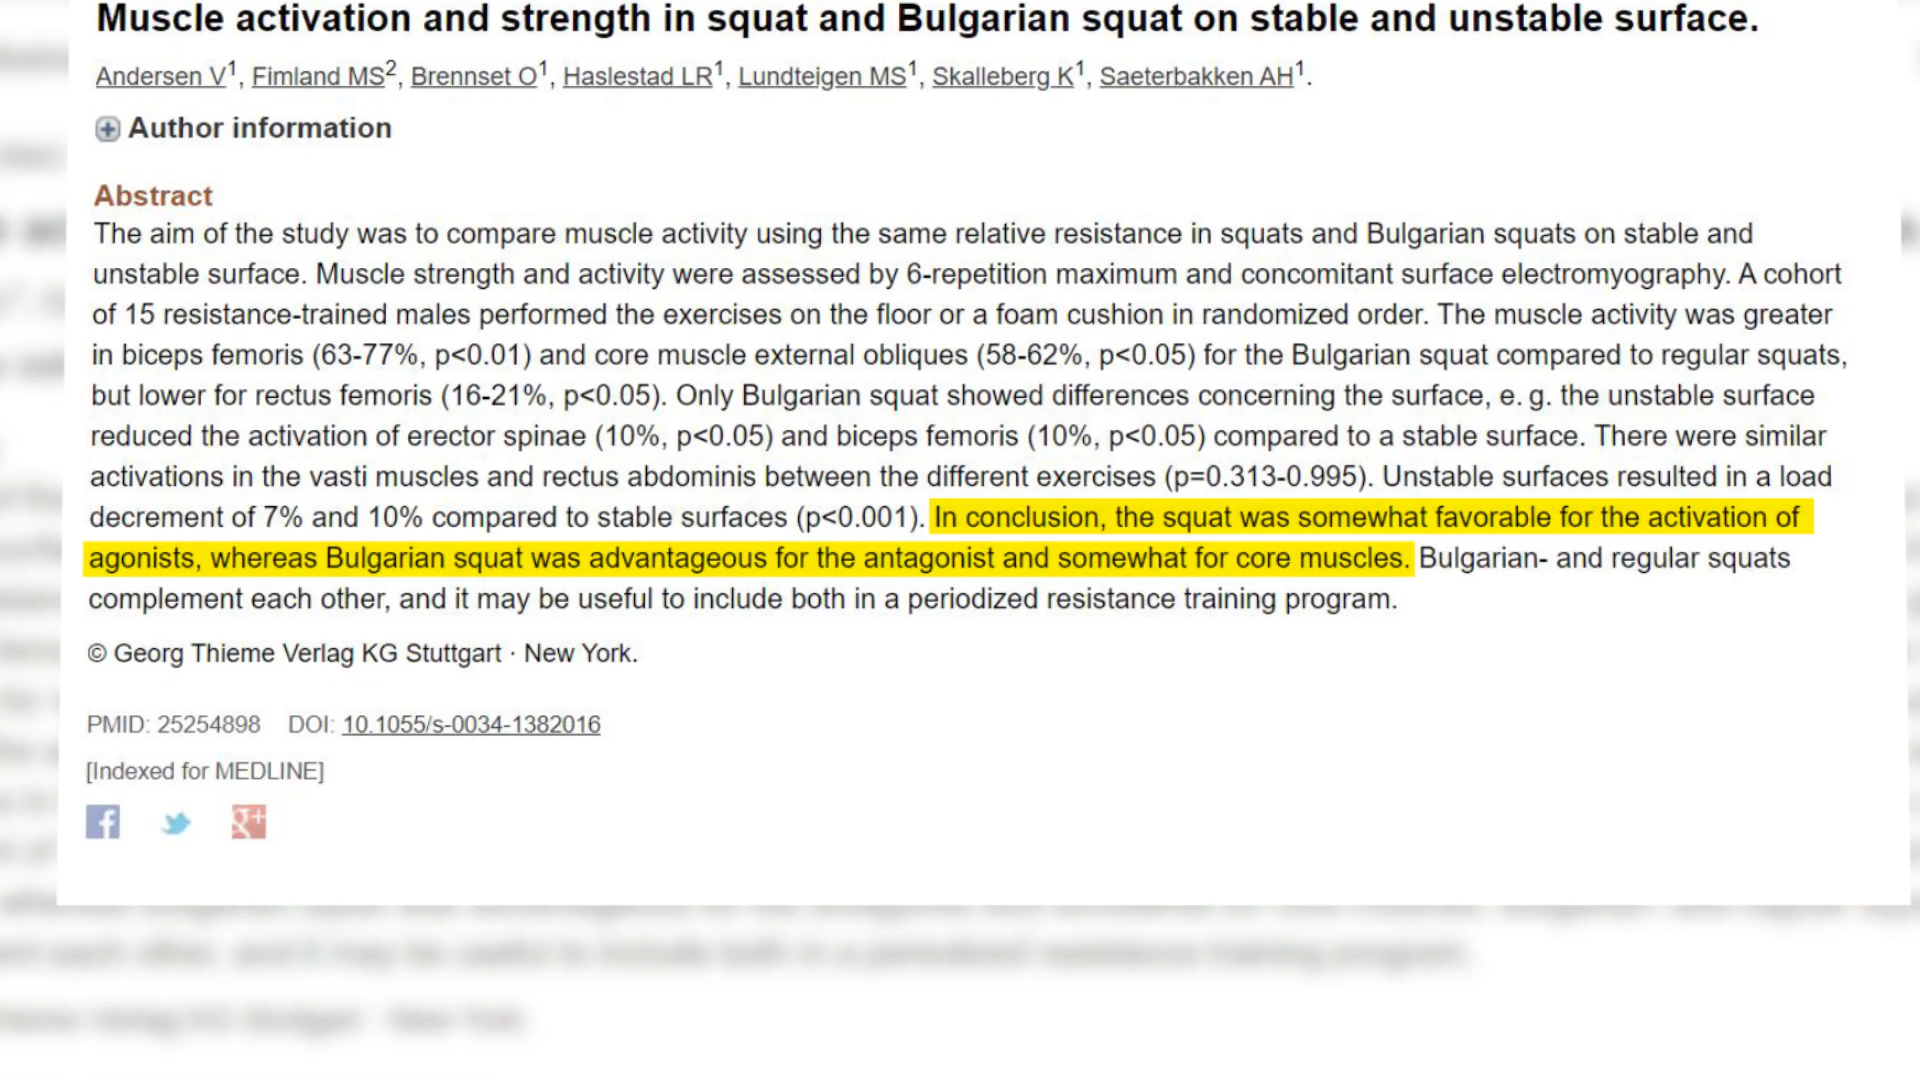 Muscle activation and strength in squat and Bulgarian squat on stable and unstable surface.
Andersen V1, Fimland MS2, Brennset O1, Haslestad LR1, Lundteigen MS1, Skalleberg K1, Saeterbakken AH1.
Author information
Abstract
The aim of the study was to compare muscle activity using the same relative resistance in squats and Bulgarian squats on stable and
unstable surface. Muscle strength and activity were assessed by 6-repetition maximum and concomitant surface electromyography. A cohort
of 15 resistance-trained males performed the exercises on the floor or a foam cushion in randomized order. The muscle activity was greater
in biceps femoris (63-77%, p<0.01) and core muscle external obliques (58-62%, p<0.05) for the Bulgarian squat compared to regular squats,
but lower for rectus femoris (16-21%, p<0.05). Only Bulgarian squat showed differences concerning the surface, e. g. the unstable surface
reduced the activation of erector spinae (10%, p<0.05) and biceps femoris (10%, p<0.05) compared to a stable surface. There were similar
activations in the vasti muscles and rectus abdominis between the different exercises (p=0.313-0.995). Unstable surfaces resulted in a load
decrement of 7% and 10% compared to stable surfaces (p<0.001). In conclusion, the squat was somewhat favorable for the activation of
agonists, whereas Bulgarian squat was advantageous for the antagonist and somewhat for core muscles. Bulgarian- and regular squats
complement each other, and it may be useful to include both in a periodized resistance training program.
© Georg Thieme Verlag KG Stuttgart · New York.
PMID: 25254898 DOI: 10.1055/s-0034-1382016
[Indexed for MEDLINE]
f g+